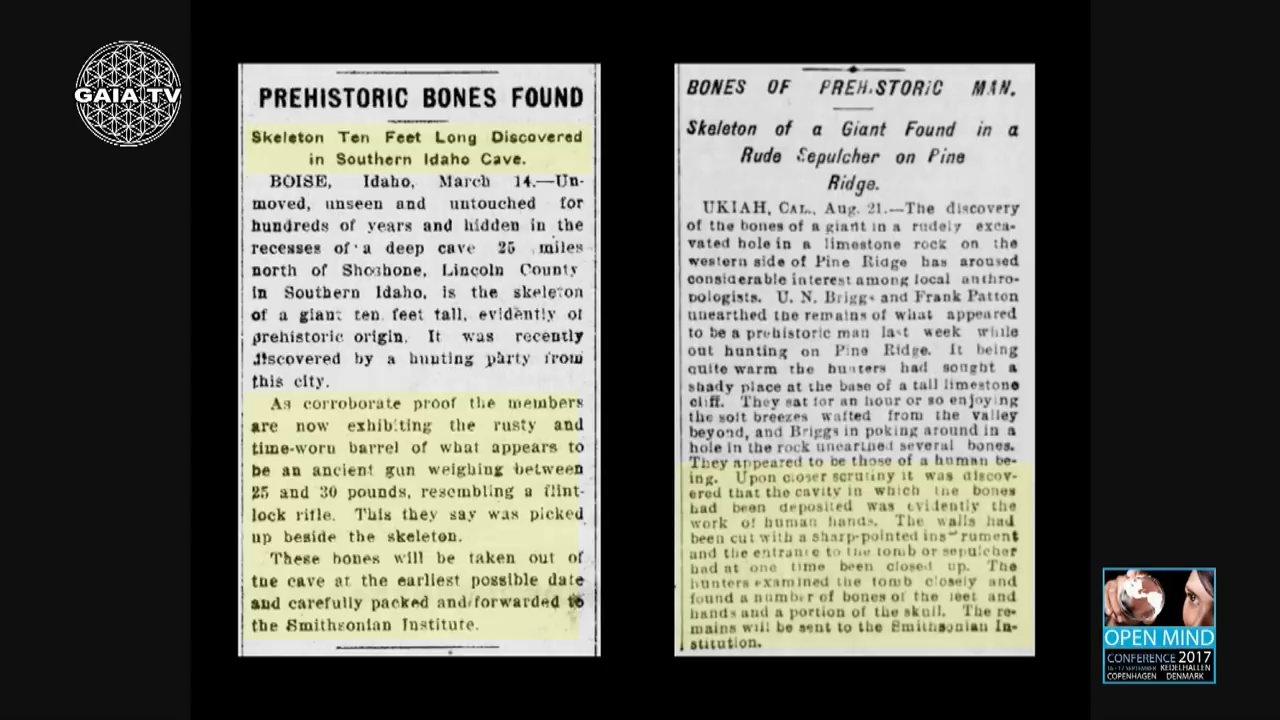 GAIA TV
PREHISTORIC BONES FOUND
Skeleton Ten Feet Long Discovered
in Southern Idaho Cave.
BOISE, Idaho, March 14.—Un-
moved, unseen and untouched for
hundreds of years and hidden in the
recesses of a deep cave 25 miles
north of Shoshone, Lincoln County
in Southern Idaho, is the skeleton
of a giant ten feet tall, evidently of
prehistoric origin. It was recently
discovered by a hunting party from
this city.
As corroborate proof the members
are now exhibiting the rusty and
time-worn barrel of what appears to
be an ancient gun weighing between
25 and 30 pounds, resembling a flint-
lock rifle. This they say was picked
up beside the skeleton.
These bones will be taken out of
the cave at the earliest possible date
and carefully packed and forwarded to
the Smithsonian Institute.
BONES OF PREHISTORIC MAN.
Skeleton of a Giant Found in a
Rude Sepulcher on Pine
Ridge.
UKIAH, CAL., Aug. 21.—The discovery
of the bones of a giant in a rudely exca-
vated hole in a limestone rock on the
western side of Pine Ridge has aroused
considerable interest among local anthro-
pologists. U. N. Briggs and Frank Patton
unearthed the remains of what appeared
to be a prehistoric man last week while
out hunting on Pine Ridge. It being
quite warm the hunters had sought a
shady place at the base of a tall limestone
cliff. They sat for an hour or so enjoying
the soft breezes wafted from the valley
beyond, and Briggs in poking around in a
hole in the rock unearthed several bones.
They appeared to be those of a human be-
ing. Upon closer scrutiny it was discov-
ered that the cavity in which the bones
had been deposited was evidently the
work of human hands. The walls had
been cut with a sharp-pointed instrument
and the entrance to the tomb or sepulcher
had at one time been closed up. The
hunters examined the tomb closely and
found a number of bones of the feet and
hands and a portion of the skull. The re-
mains will be sent to the Smithsonian In-
stitution.
OPEN MIND
CONFERENCE 2017
16 - 17 SEPTEMBER KEDELHALLEN
COPENHAGEN DENMARK